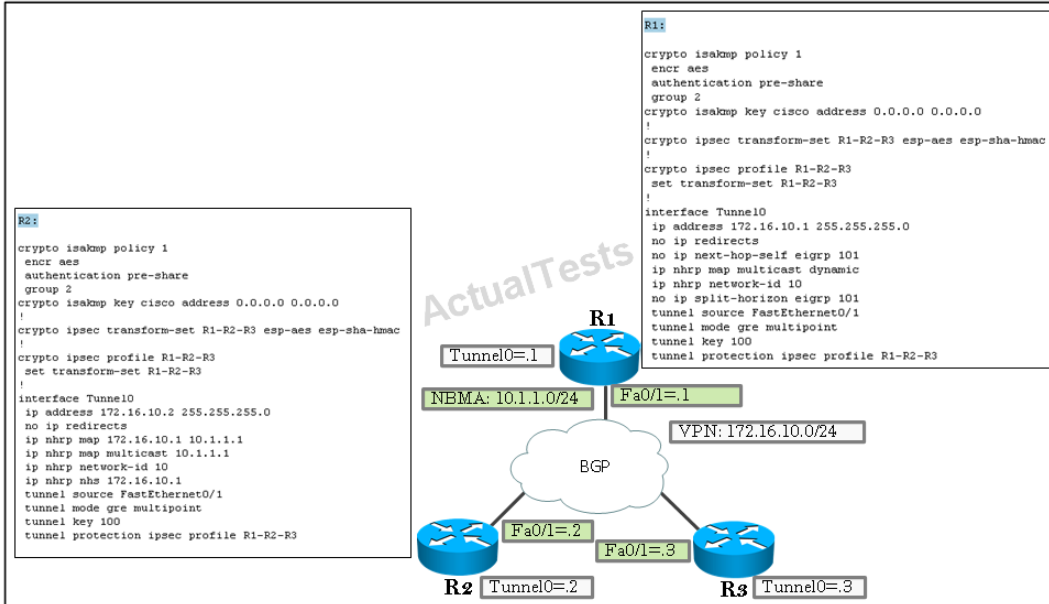 R1:
crypto isakmp policy 1
encr aes
authentication pre-share
group 2
crypto isakmp key cisco address 0.0.0.0 0.0.0.0
!
crypto ipsec transform-set R1-R2-R3 esp-aes esp-sha-hmac
!
crypto ipsec profile R1-R2-R3
set transform-set R1-R2-R3
!
interface Tunnel0
ip address 172.16.10.1 255.255.255.0
no ip redirects
no ip next-hop-self eigrp 101
ip nhrp map multicast dynamic
ip nhrp network-id 10
no ip split-horizon eigrp 101
tunnel source FastEthernet0/1
tunnel mode gre multipoint
tunnel key 100
tunnel protection ipsec profile R1-R2-R3
R2:
crypto isakmp policy 1
encr aes
authentication pre-share
group 2
crypto isakmp key cisco address 0.0.0.0 0.0.0.0
!
crypto ipsec transform-set R1-R2-R3 esp-aes esp-sha-hmac
!
crypto ipsec profile R1-R2-R3
set transform-set R1-R2-R3
!
interface Tunnel0
ip address 172.16.10.2 255.255.255.0
no ip redirects
ip nhrp map 172.16.10.1 10.1.1.1
ip nhrp map multicast 10.1.1.1
ip nhrp network-id 10
ip nhrp nhs 172.16.10.1
tunnel source FastEthernet0/1
tunnel mode gre multipoint
tunnel key 100
tunnel protection ipsec profile R1-R2-R3
ActualTests
R1
Tunnel0=.1
NBMA: 10.1.1.0/24
Fa0/1=.1
VPN: 172.16.10.0/24
BGP
Fa0/1=.2
Fa0/1=.3
R2
Tunnel0=.2
R3
Tunnel0=.3